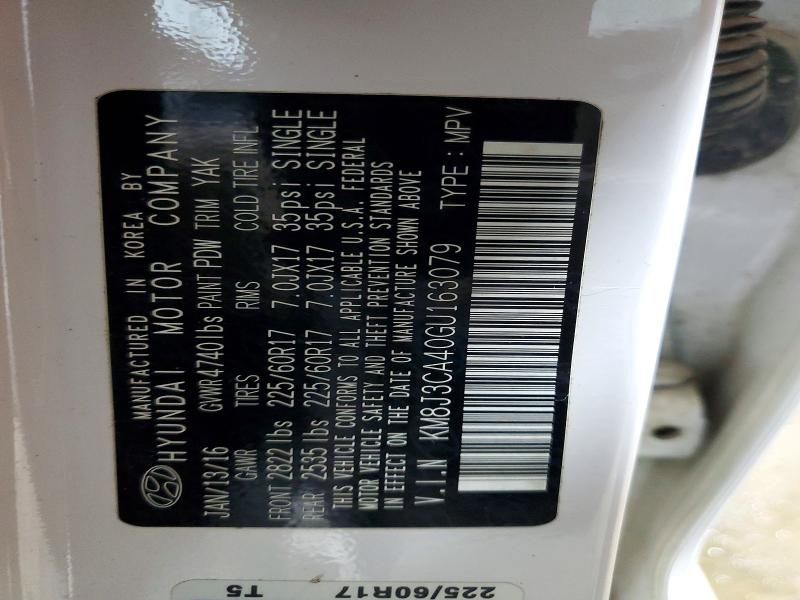 MANUFACTURED IN KOREA BY
HYUNDAI MOTOR COMPANY
JAN/13/16 GVWR4740lbs PAINT PDW TRIM YAK
GAWR TIRES RIMS COLD TIRE INFL
FRONT 2822 lbs 225/60R17 7.0JX17 35psi SINGLE
REAR 2535 lbs 225/60R17 7.0JX17 35psi SINGLE
THIS VEHICLE CONFORMS TO ALL APPLICABLE U.S.A. FEDERAL
MOTOR VEHICLE SAFETY AND THEFT PREVENTION STANDARDS
IN EFFECT ON THE DATE OF MANUFACTURE SHOWN ABOVE
V.I.N KM8J3CA40GU163079 TYPE : MPV
225/60R17 T5